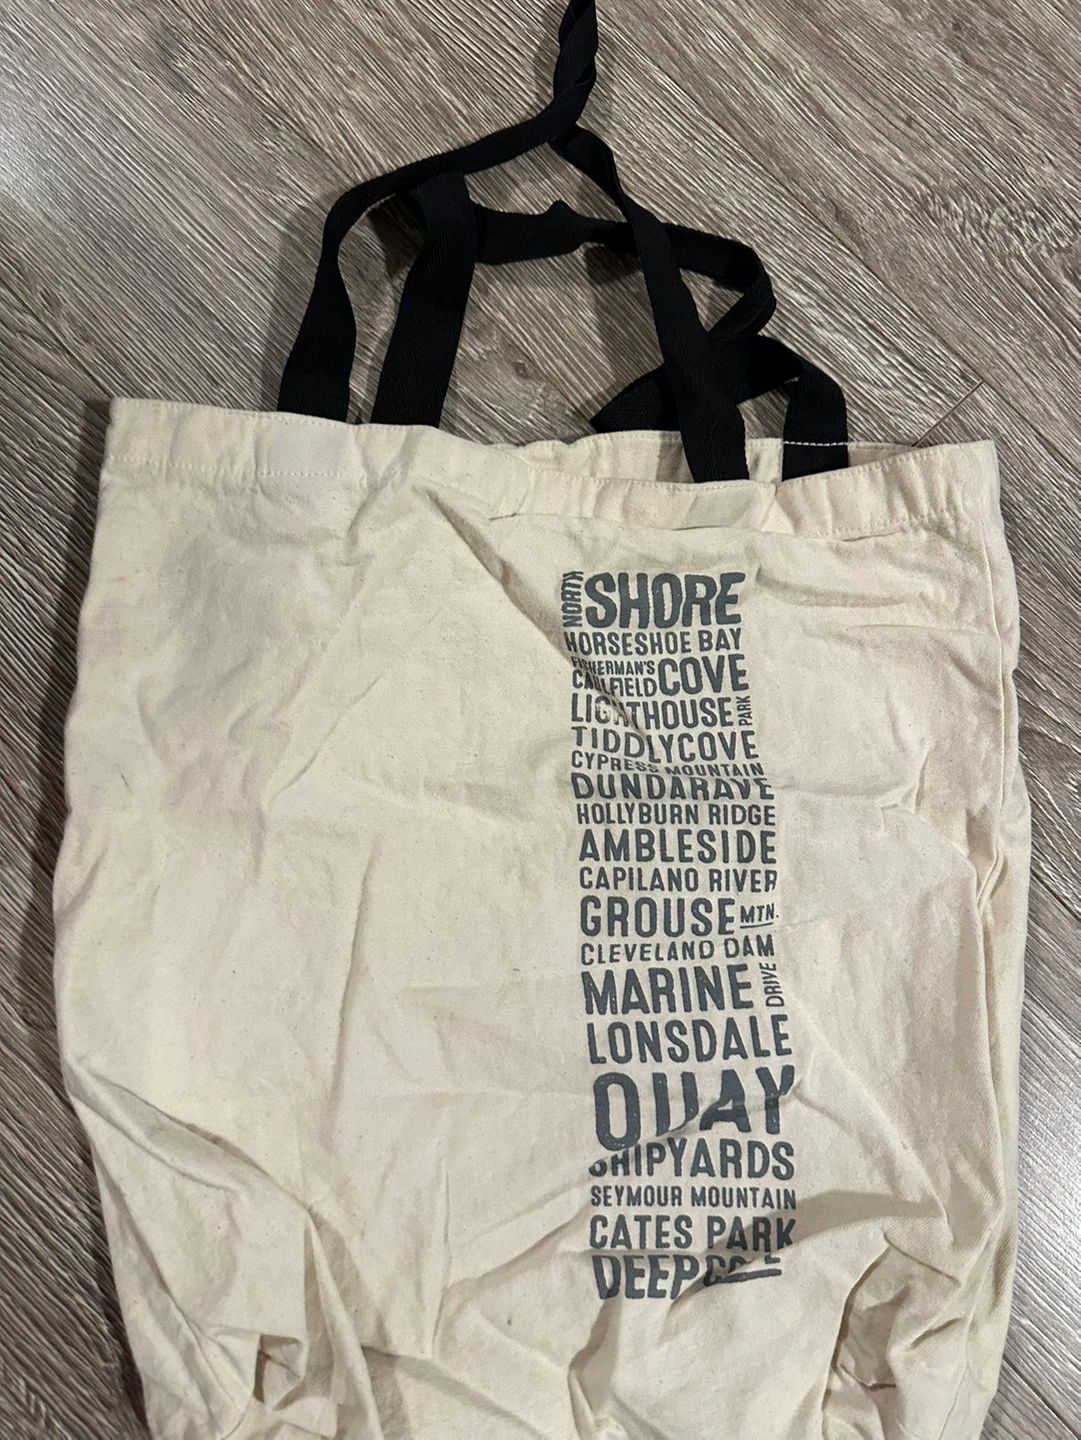 NORTH SHORE
HORSESHOE BAY
FISHERMAN'S
CAULFIELD COVE
LIGHTHOUSE PARK
TIDDLYCOVE
CYPRESS MOUNTAIN
DUNDARAVE
HOLLYBURN RIDGE
AMBLESIDE
CAPILANO RIVER
GROUSE MTN.
CLEVELAND DAM
MARINE DRIVE
LONSDALE
QUAY
SHIPYARDS
SEYMOUR MOUNTAIN
CATES PARK
DEEP COVE